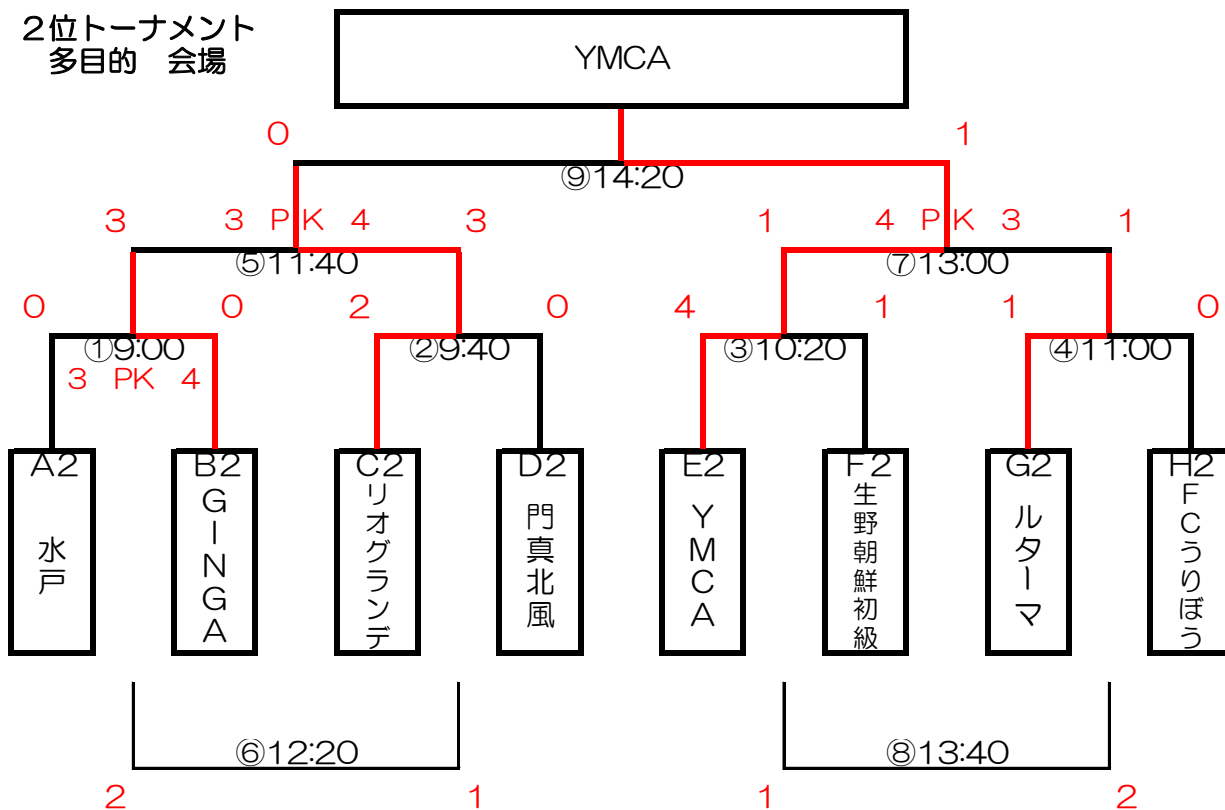 2位トーナメント
多目的　会場
YMCA
0
1
⑨14:20
3
3 PK 4
3
1
4 PK 3
1
⑤11:40
⑦13:00
0
0
2
0
4
1
1
0
①9:00
②9:40
③10:20
④11:00
3 PK 4
A2
B2
C2
D2
E2
F2
G2
H2
水戸
GINGA
リオグランデ
門真北風
YMCA
生野朝鮮初級
ルターマ
FCうりぼう
⑥12:20
⑧13:40
2
1
1
2